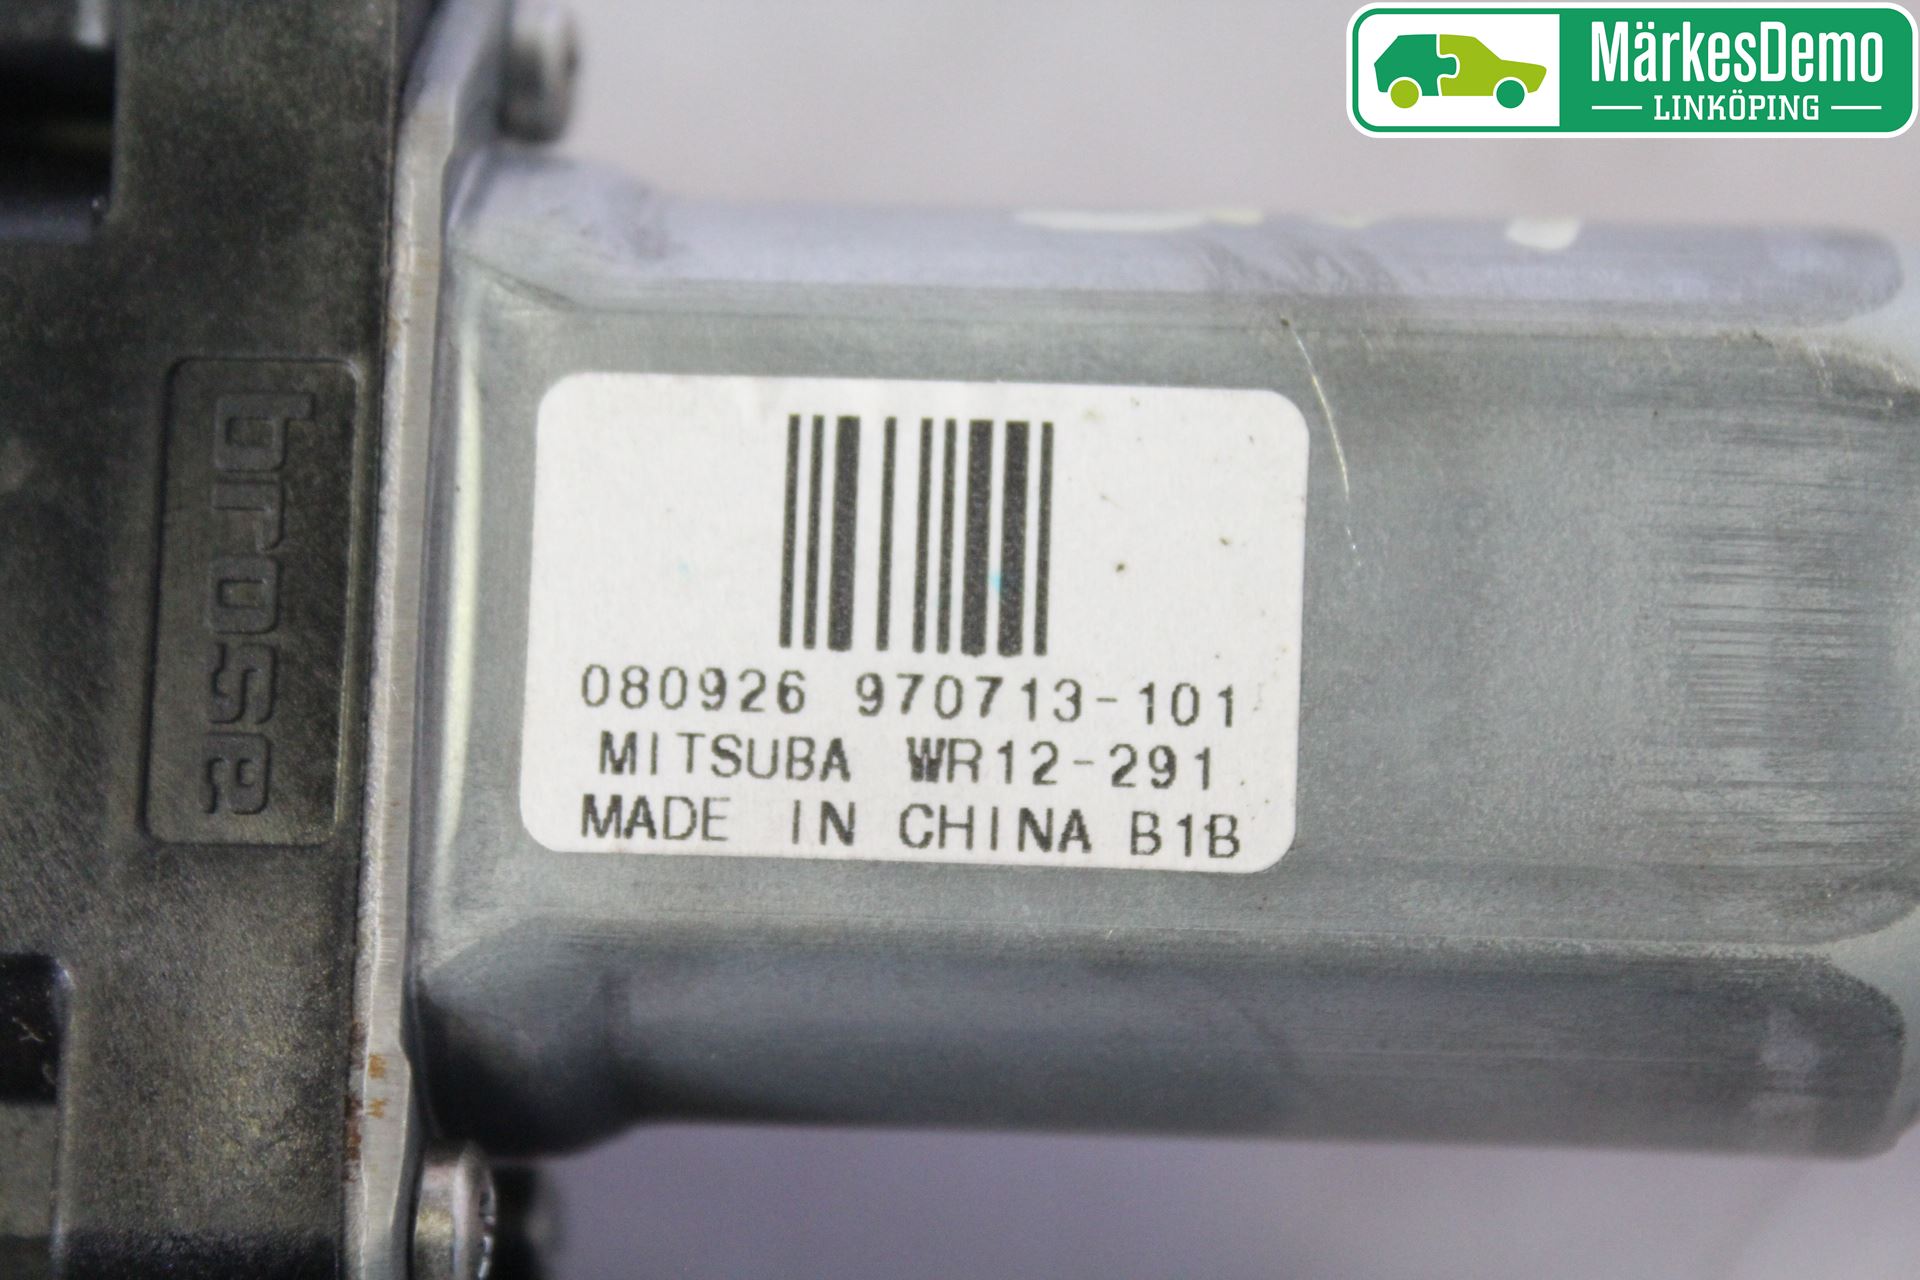 MärkesDemo
LINKÖPING
brose
080926 970713-101
MITSUBA WR12-291
MADE IN CHINA B1B